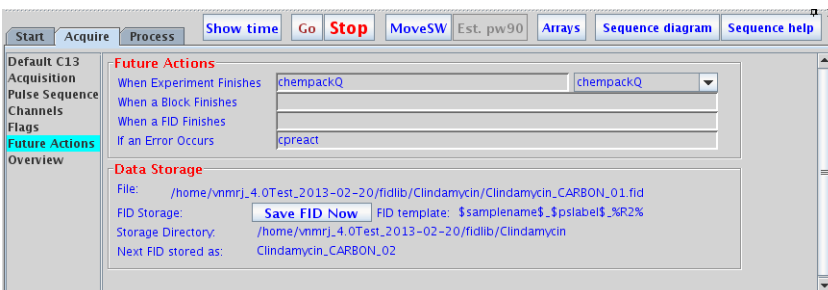 Start Acquire Process Show time Go Stop MoveSW Est. pw90 Arrays Sequence diagram Sequence help
Default C13
Acquisition
Pulse Sequence
Channels
Flags
Future Actions
Overview
Future Actions
When Experiment Finishes chempackQ chempackQ
When a Block Finishes
When a FID Finishes
If an Error Occurs cpreact
Data Storage
File: /home/vnmrj_4.0Test_2013-02-20/fidlib/Clindamycin/Clindamycin_CARBON_01.fid
FID Storage: Save FID Now FID template: $samplename$_$pslabel$_%R2%
Storage Directory: /home/vnmrj_4.0Test_2013-02-20/fidlib/Clindamycin
Next FID stored as: Clindamycin_CARBON_02